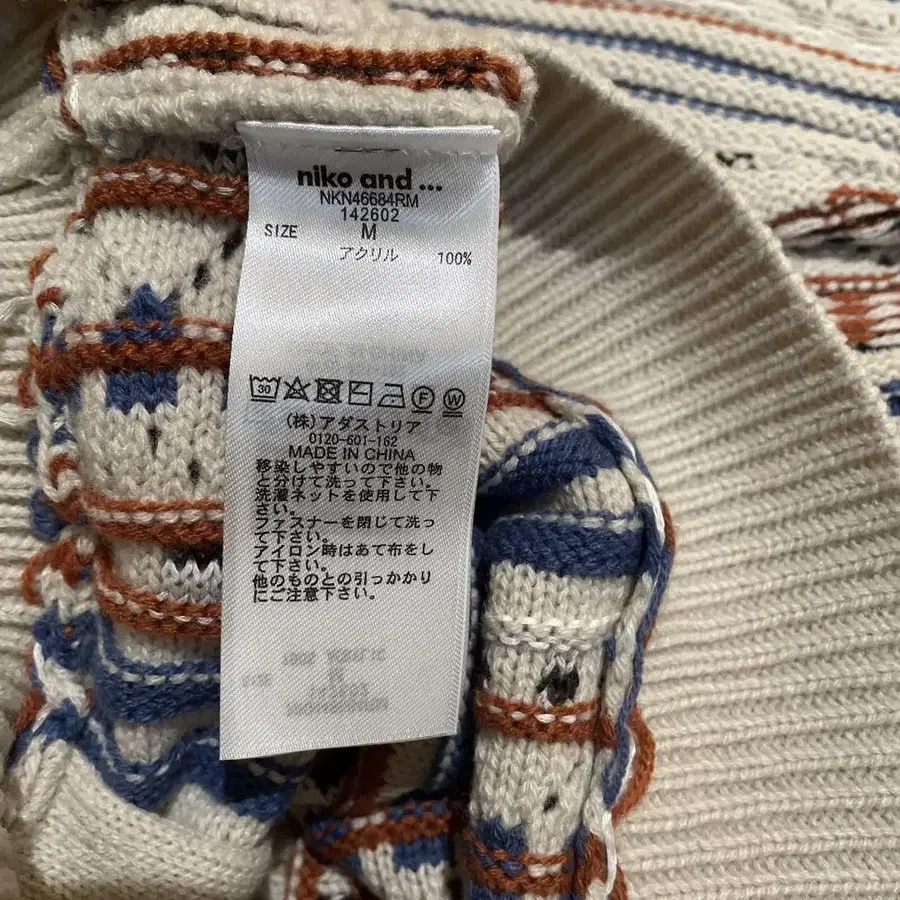 niko and ...
NKN46684RM
142602
SIZE M
アクリル 100%
30 F W
(株)アダストリア
0120-601-162
MADE IN CHINA
移染しやすいので他の物
と分けて洗って下さい。
洗濯ネットを使用して下
さい。
ファスナーを閉じて洗っ
て下さい。
アイロン時はあて布をし
て下さい。
他のものとの引っかかり
にご注意下さい。